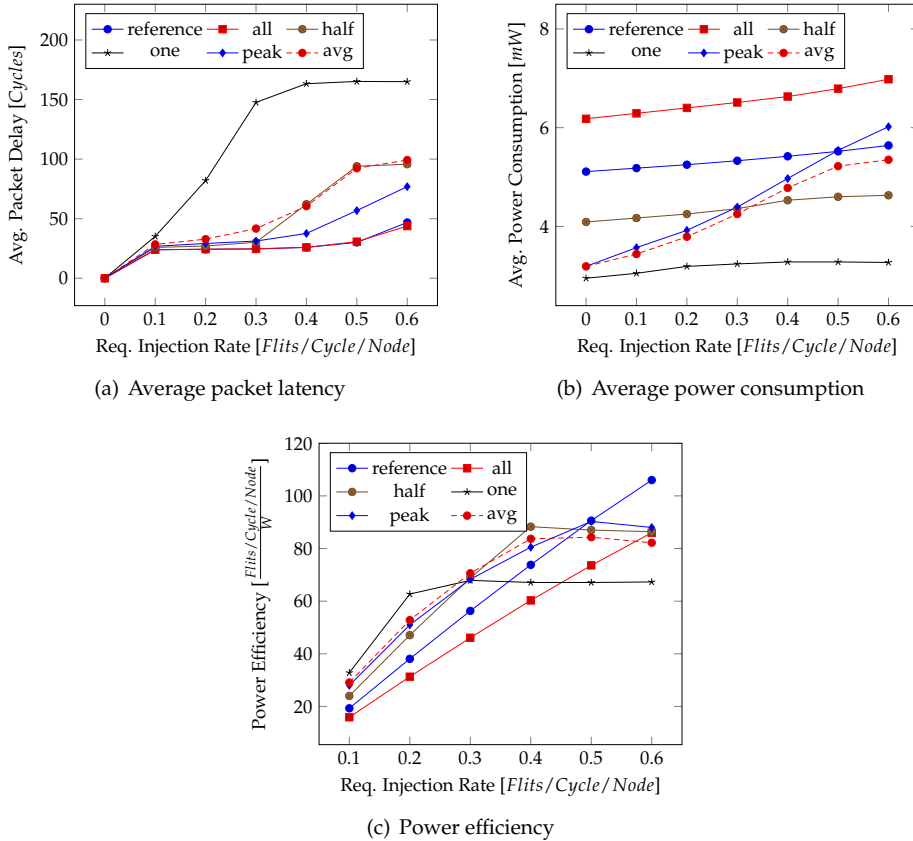 reference all half
one peak avg
Avg. Packet Delay [Cycles]
200
150
100
50
0
0 0.1 0.2 0.3 0.4 0.5 0.6
Req. Injection Rate [Flits/Cycle/Node]
(a) Average packet latency
reference all half
one peak avg
Avg. Power Consumption [mW]
8
6
4
0 0.1 0.2 0.3 0.4 0.5 0.6
Req. Injection Rate [Flits/Cycle/Node]
(b) Average power consumption
reference all
half one
peak avg
Power Efficiency [Flits/Cycle/Node / W]
120
100
80
60
40
20
0.1 0.2 0.3 0.4 0.5 0.6
Req. Injection Rate [Flits/Cycle/Node]
(c) Power efficiency